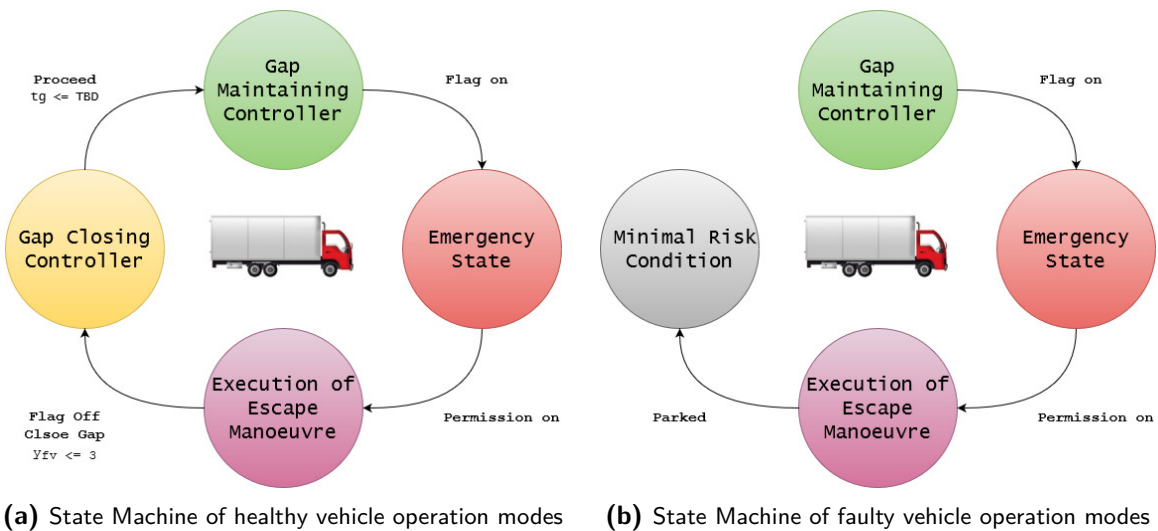 Gap
Maintaining
Controller
Proceed
tg <= TBD
Flag on
Gap Closing
Controller
Emergency
State
Execution of
Escape
Manoeuvre
Flag Off
Clsoe Gap
yfv <= 3
Permission on
(a) State Machine of healthy vehicle operation modes
Gap
Maintaining
Controller
Flag on
Minimal Risk
Condition
Emergency
State
Execution of
Escape
Manoeuvre
Parked
Permission on
(b) State Machine of faulty vehicle operation modes